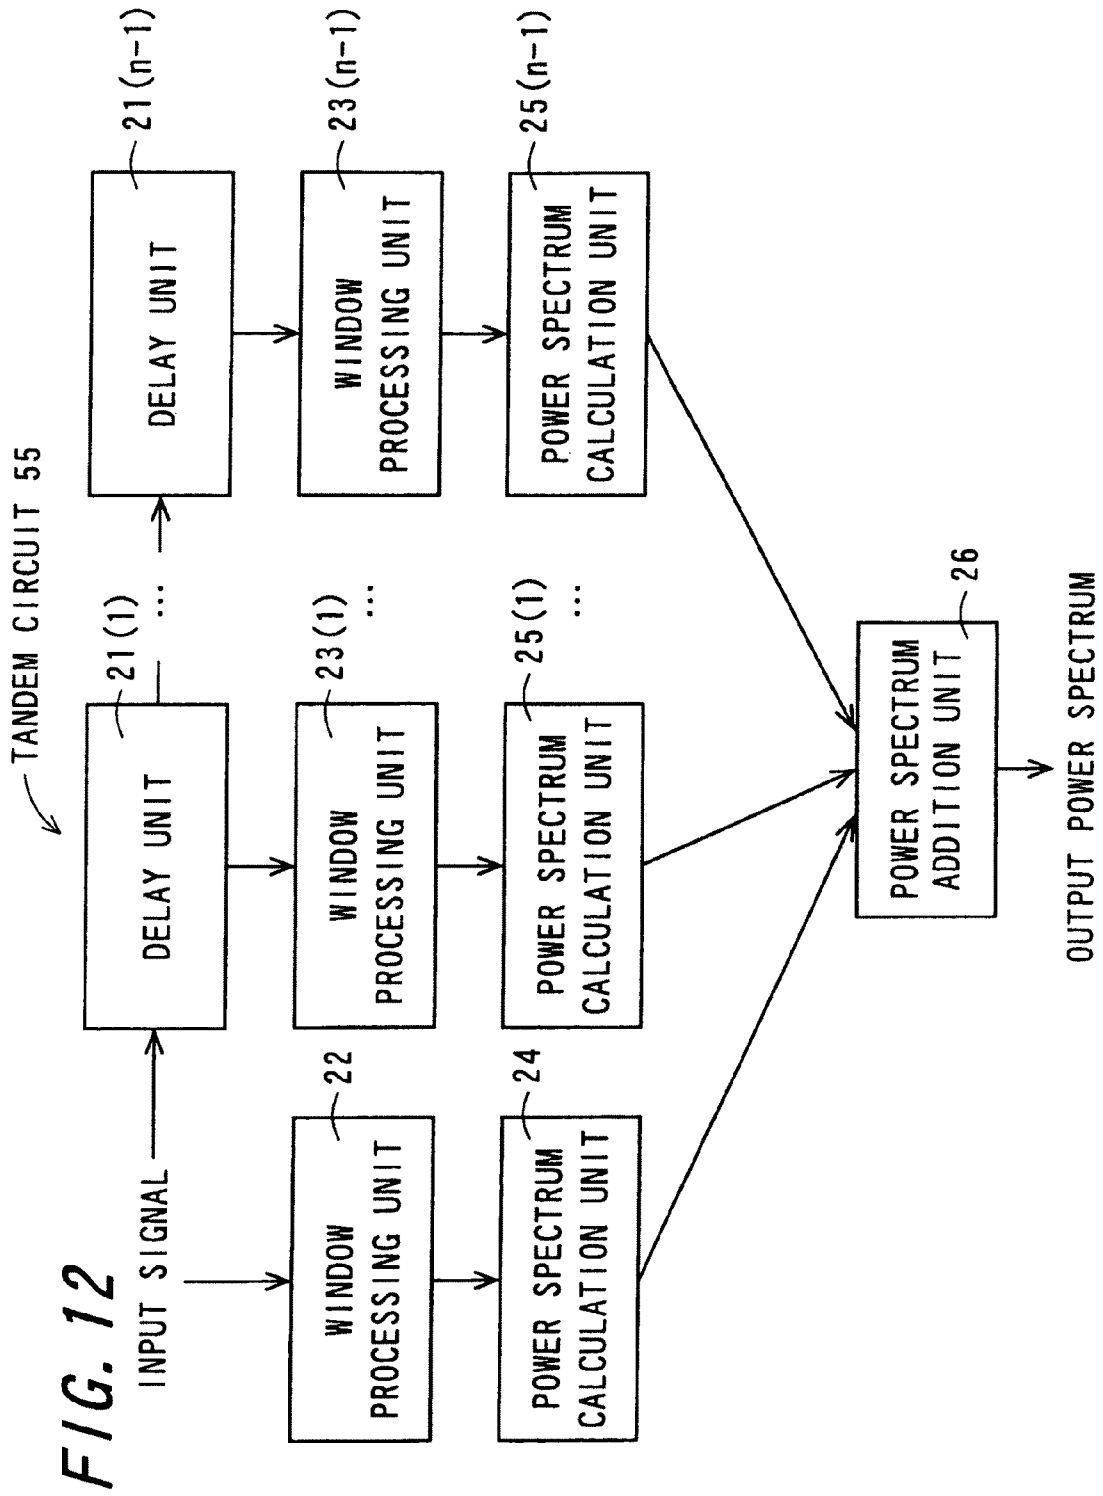 FIG. 12
TANDEM CIRCUIT 55
INPUT SIGNAL
DELAY UNIT
21(1)
...
DELAY UNIT
21(n-1)
WINDOW
PROCESSING UNIT
22
WINDOW
PROCESSING UNIT
23(1)
...
WINDOW
PROCESSING UNIT
23(n-1)
POWER SPECTRUM
CALCULATION UNIT
24
POWER SPECTRUM
CALCULATION UNIT
25(1)
...
POWER SPECTRUM
CALCULATION UNIT
25(n-1)
POWER SPECTRUM
ADDITION UNIT
26
OUTPUT POWER SPECTRUM